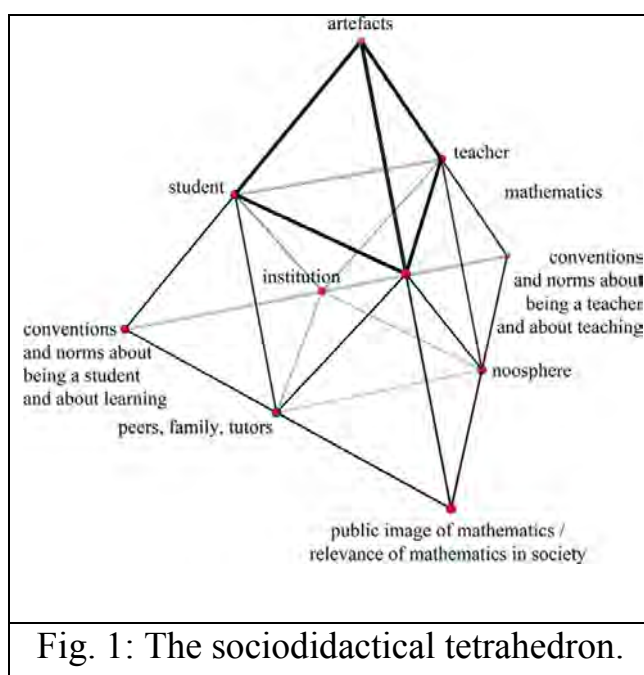 artefacts
teacher
student
mathematics
institution
conventions
and norms about
being a teacher
and about teaching
conventions
and norms about
being a student
and about learning
noosphere
peers, family, tutors
public image of mathematics /
relevance of mathematics in society
Fig. 1: The sociodidactical tetrahedron.